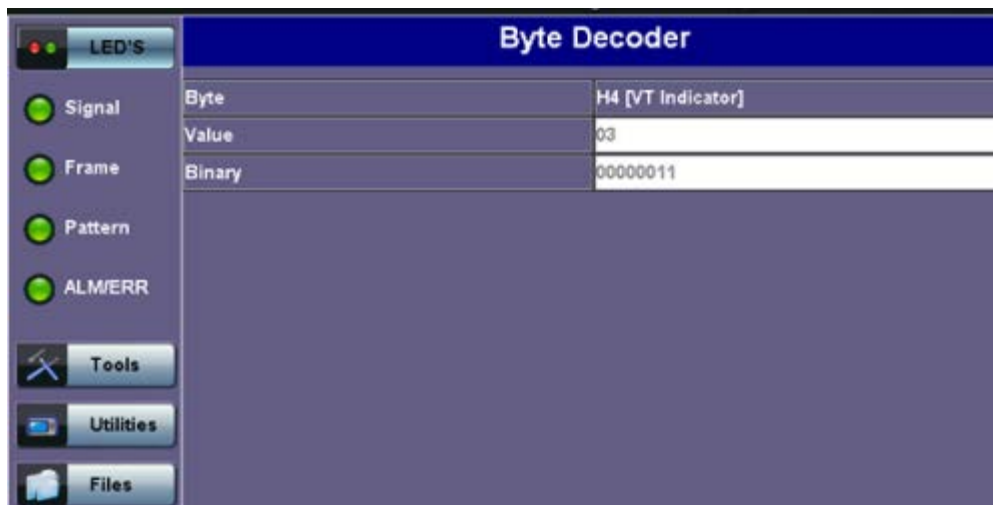 LED'S
Byte Decoder
Signal
Frame
Pattern
ALM/ERR
Tools
Utilities
Files
Byte H4 [VT Indicator]
Value 03
Binary 00000011